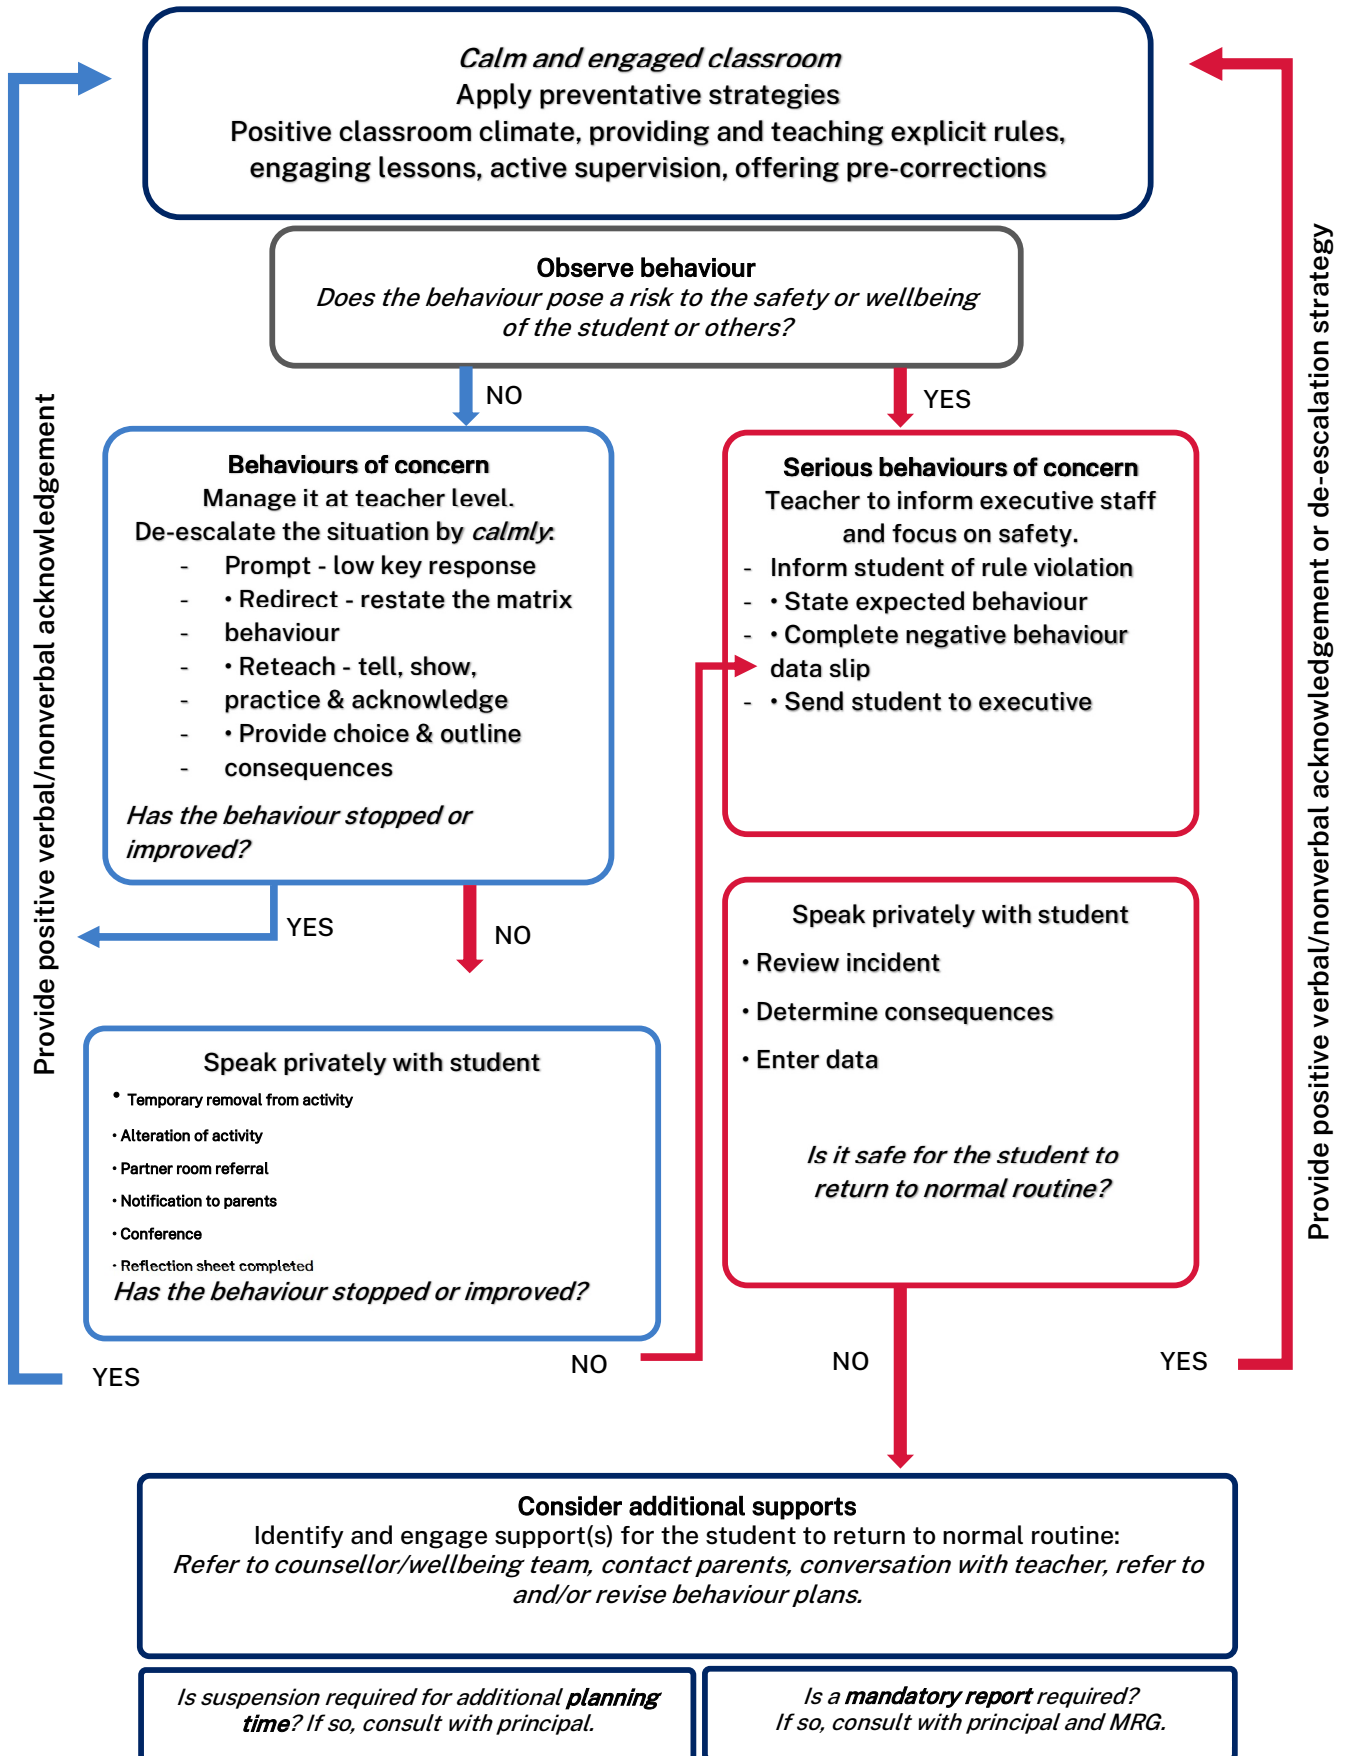 Calm and engaged classroom
Apply preventative strategies
Positive classroom climate, providing and teaching explicit rules,
engaging lessons, active supervision, offering pre-corrections
Observe behaviour
Does the behaviour pose a risk to the safety or wellbeing
of the student or others?
NO
YES
Behaviours of concern
Manage it at teacher level.
De-escalate the situation by calmly:
- Prompt - low key response
- • Redirect - restate the matrix
- behaviour
- • Reteach - tell, show,
- practice & acknowledge
- • Provide choice & outline
- consequences
Has the behaviour stopped or
improved?
YES
NO
Serious behaviours of concern
Teacher to inform executive staff
and focus on safety.
- Inform student of rule violation
- • State expected behaviour
- • Complete negative behaviour
data slip
- • Send student to executive
Speak privately with student
• Temporary removal from activity
• Alteration of activity
• Partner room referral
• Notification to parents
• Conference
• Reflection sheet completed
Has the behaviour stopped or improved?
YES
NO
Speak privately with student
• Review incident
• Determine consequences
• Enter data
Is it safe for the student to
return to normal routine?
NO
YES
Provide positive verbal/nonverbal acknowledgement
Provide positive verbal/nonverbal acknowledgement or de-escalation strategy
Consider additional supports
Identify and engage support(s) for the student to return to normal routine:
Refer to counsellor/wellbeing team, contact parents, conversation with teacher, refer to
and/or revise behaviour plans.
Is suspension required for additional planning
time? If so, consult with principal.
Is a mandatory report required?
If so, consult with principal and MRG.